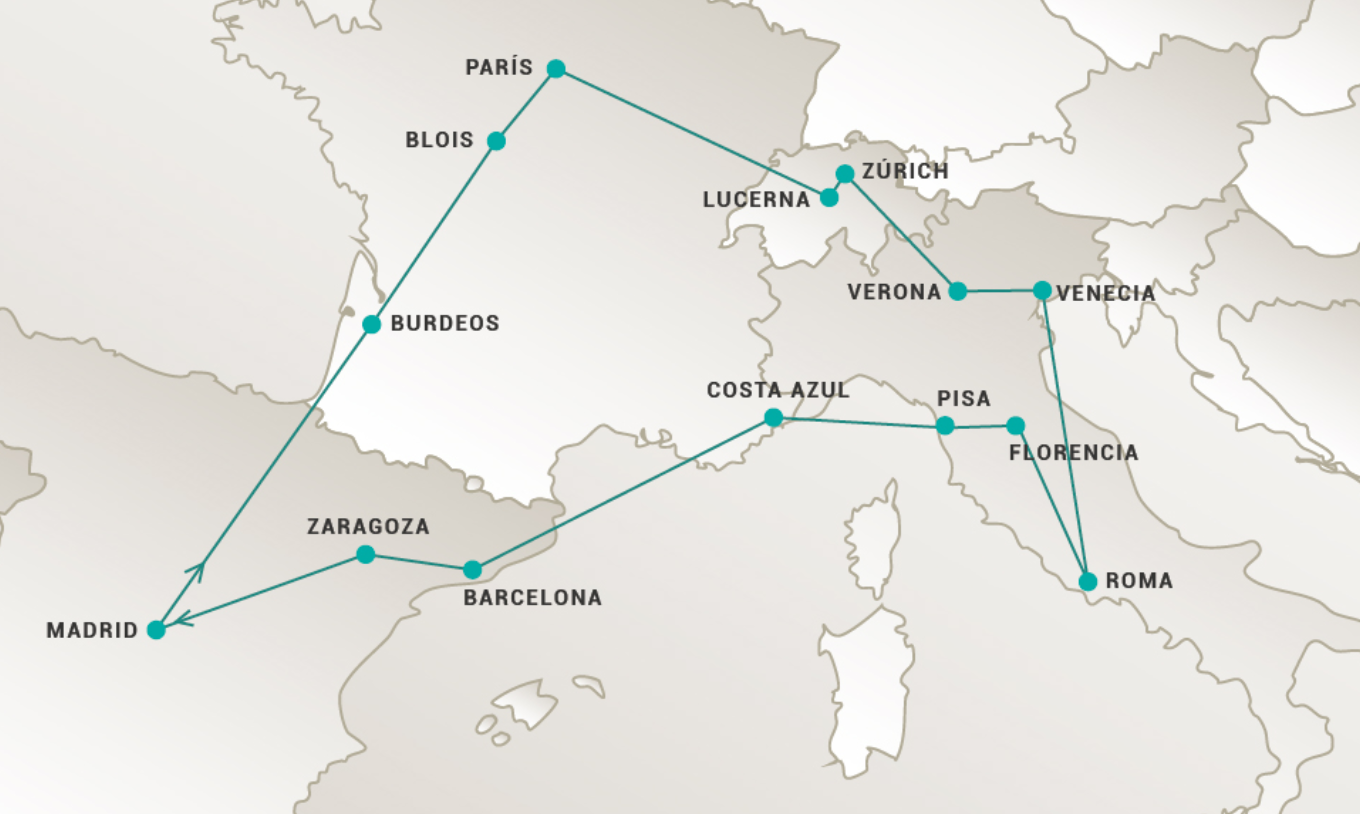 PARÍS
BLOIS
ZÚRICH
LUCERNA
VERONA
VENECIA
BURDEOS
COSTA AZUL
PISA
FLORENCIA
ZARAGOZA
ROMA
BARCELONA
MADRID